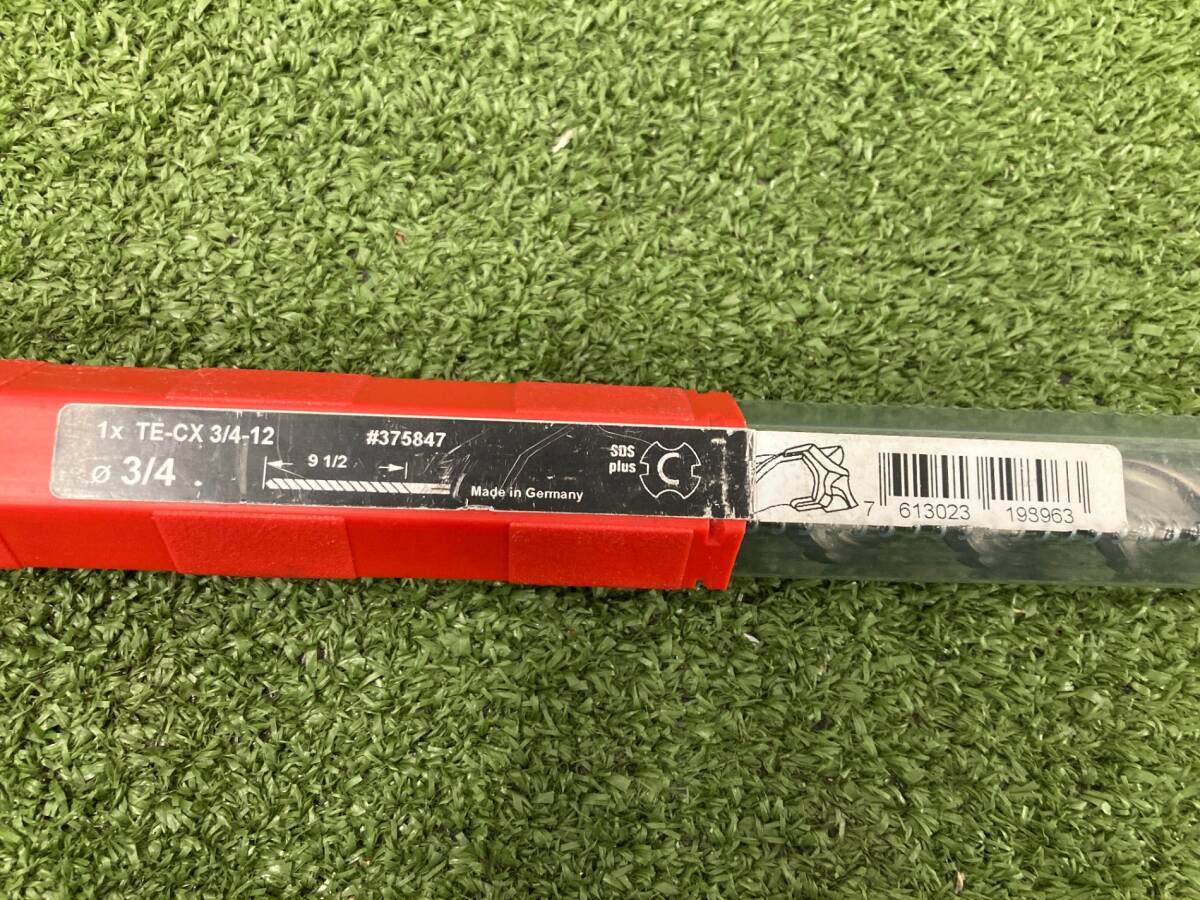 1x TE-CX 3/4-12
#375847
ø 3/4
9 1/2
Made in Germany
SDS
plus
C
7 613023 198963